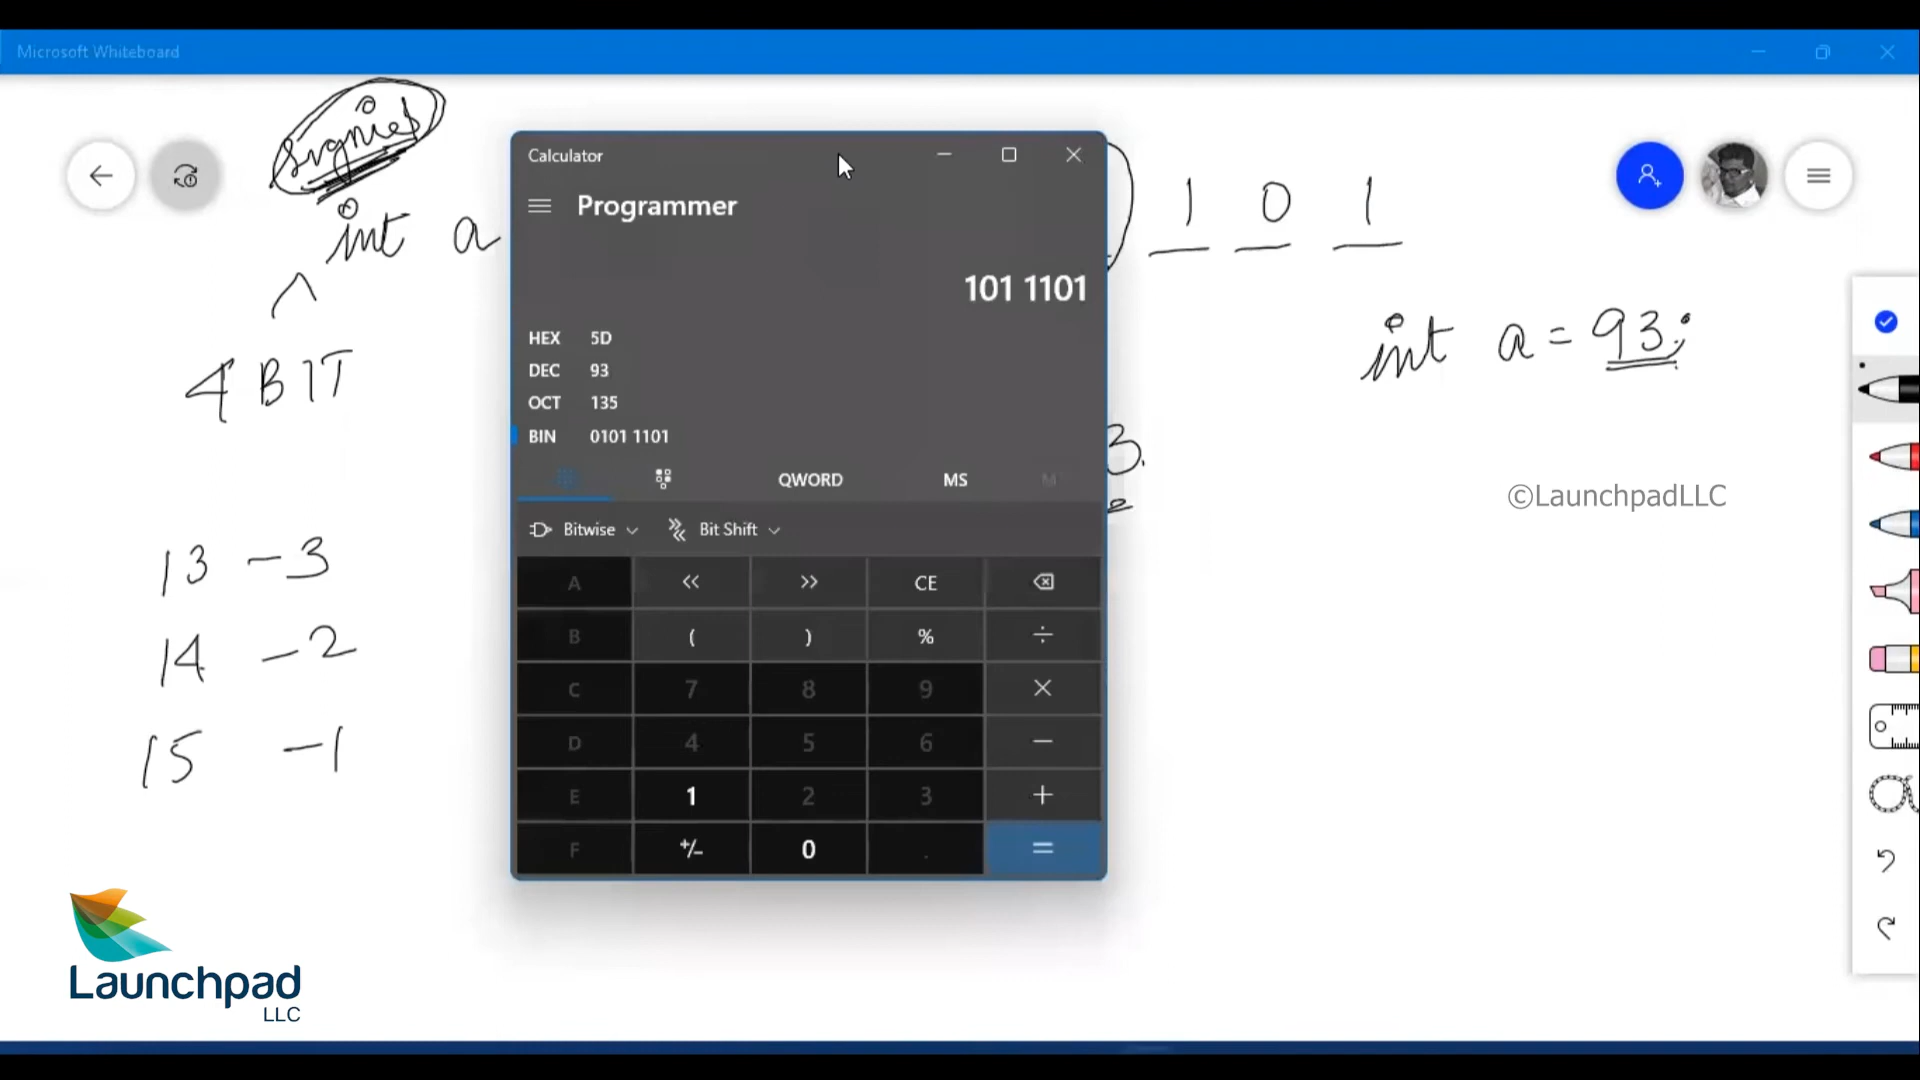 Microsoft Whiteboard
signied
int a
1 0 1
4 BIT
int a = 93;
Calculator
Programmer
101 1101
HEX 5D
DEC 93
OCT 135
BIN 0101 1101
QWORD MS
Bitwise Bit Shift
A << >> CE
B ( ) % ÷
C 7 8 9 ×
D 4 5 6 −
E 1 2 3 +
F +/- 0 . =
3.
©LaunchpadLLC
13 -3
14 -2
15 -1
Launchpad
LLC